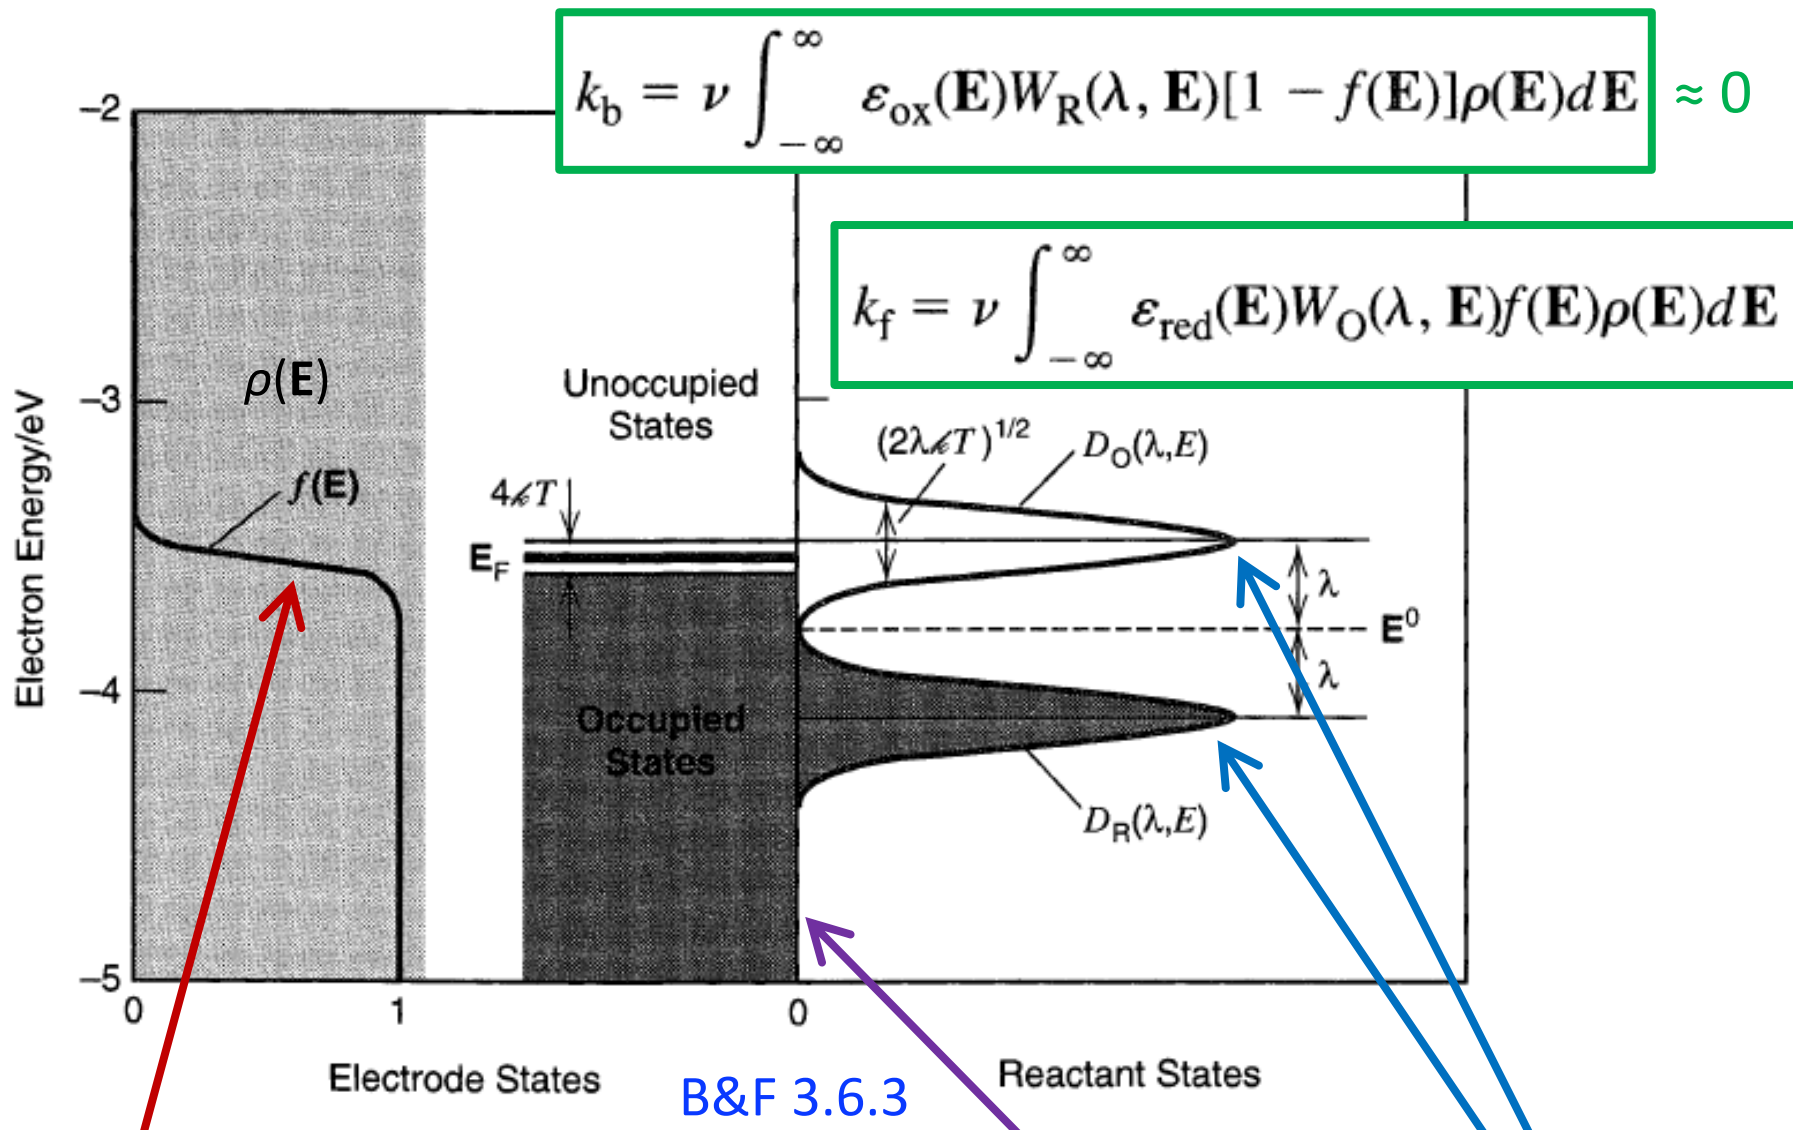 k_b = ν ∫_{-∞}^{∞} ε_ox(E)W_R(λ, E)[1 − f(E)]ρ(E)dE ≈ 0
k_f = ν ∫_{-∞}^{∞} ε_red(E)W_O(λ, E)f(E)ρ(E)dE
−2
−3
−4
−5
Electron Energy/eV
ρ(E)
f(E)
Unoccupied
States
4kT
E_F
Occupied
States
(2λkT)^{1/2}
D_O(λ,E)
λ
E^0
λ
D_R(λ,E)
0
1
0
Electrode States
B&F 3.6.3
Reactant States